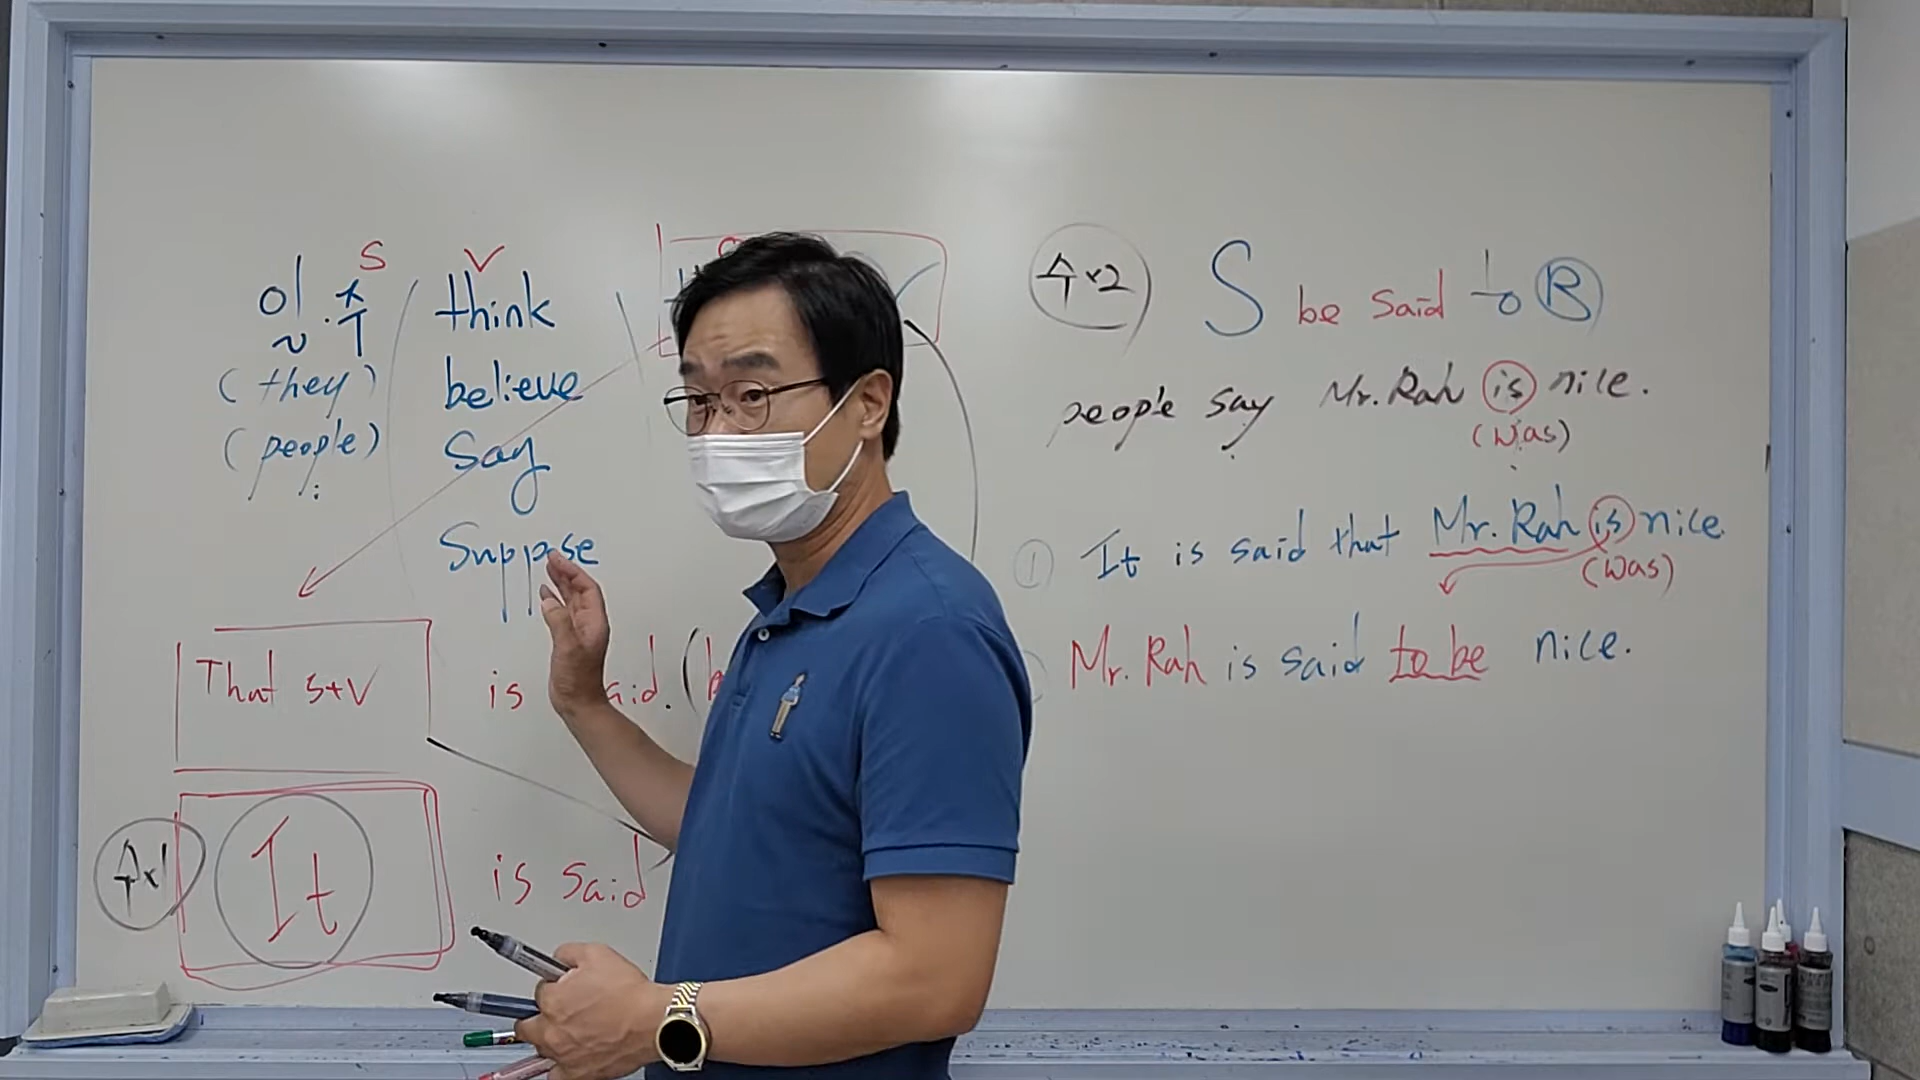 S V
일.주 think
(they) believe
(people) say
suppose
That s+v is said. (b
수x1 It is said
수x2 S be said to R
people say Mr. Rah is nice.
(was)
① It is said that Mr. Rah is nice.
(was)
Mr. Rah is said to be nice.